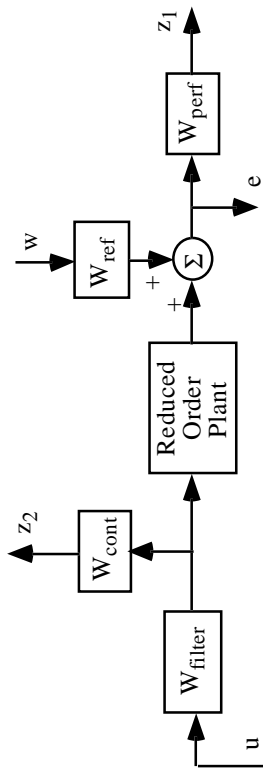 z₂
w
W_cont
W_ref
z₁
+
Σ
+
u
W_filter
Reduced
Order
Plant
W_perf
e